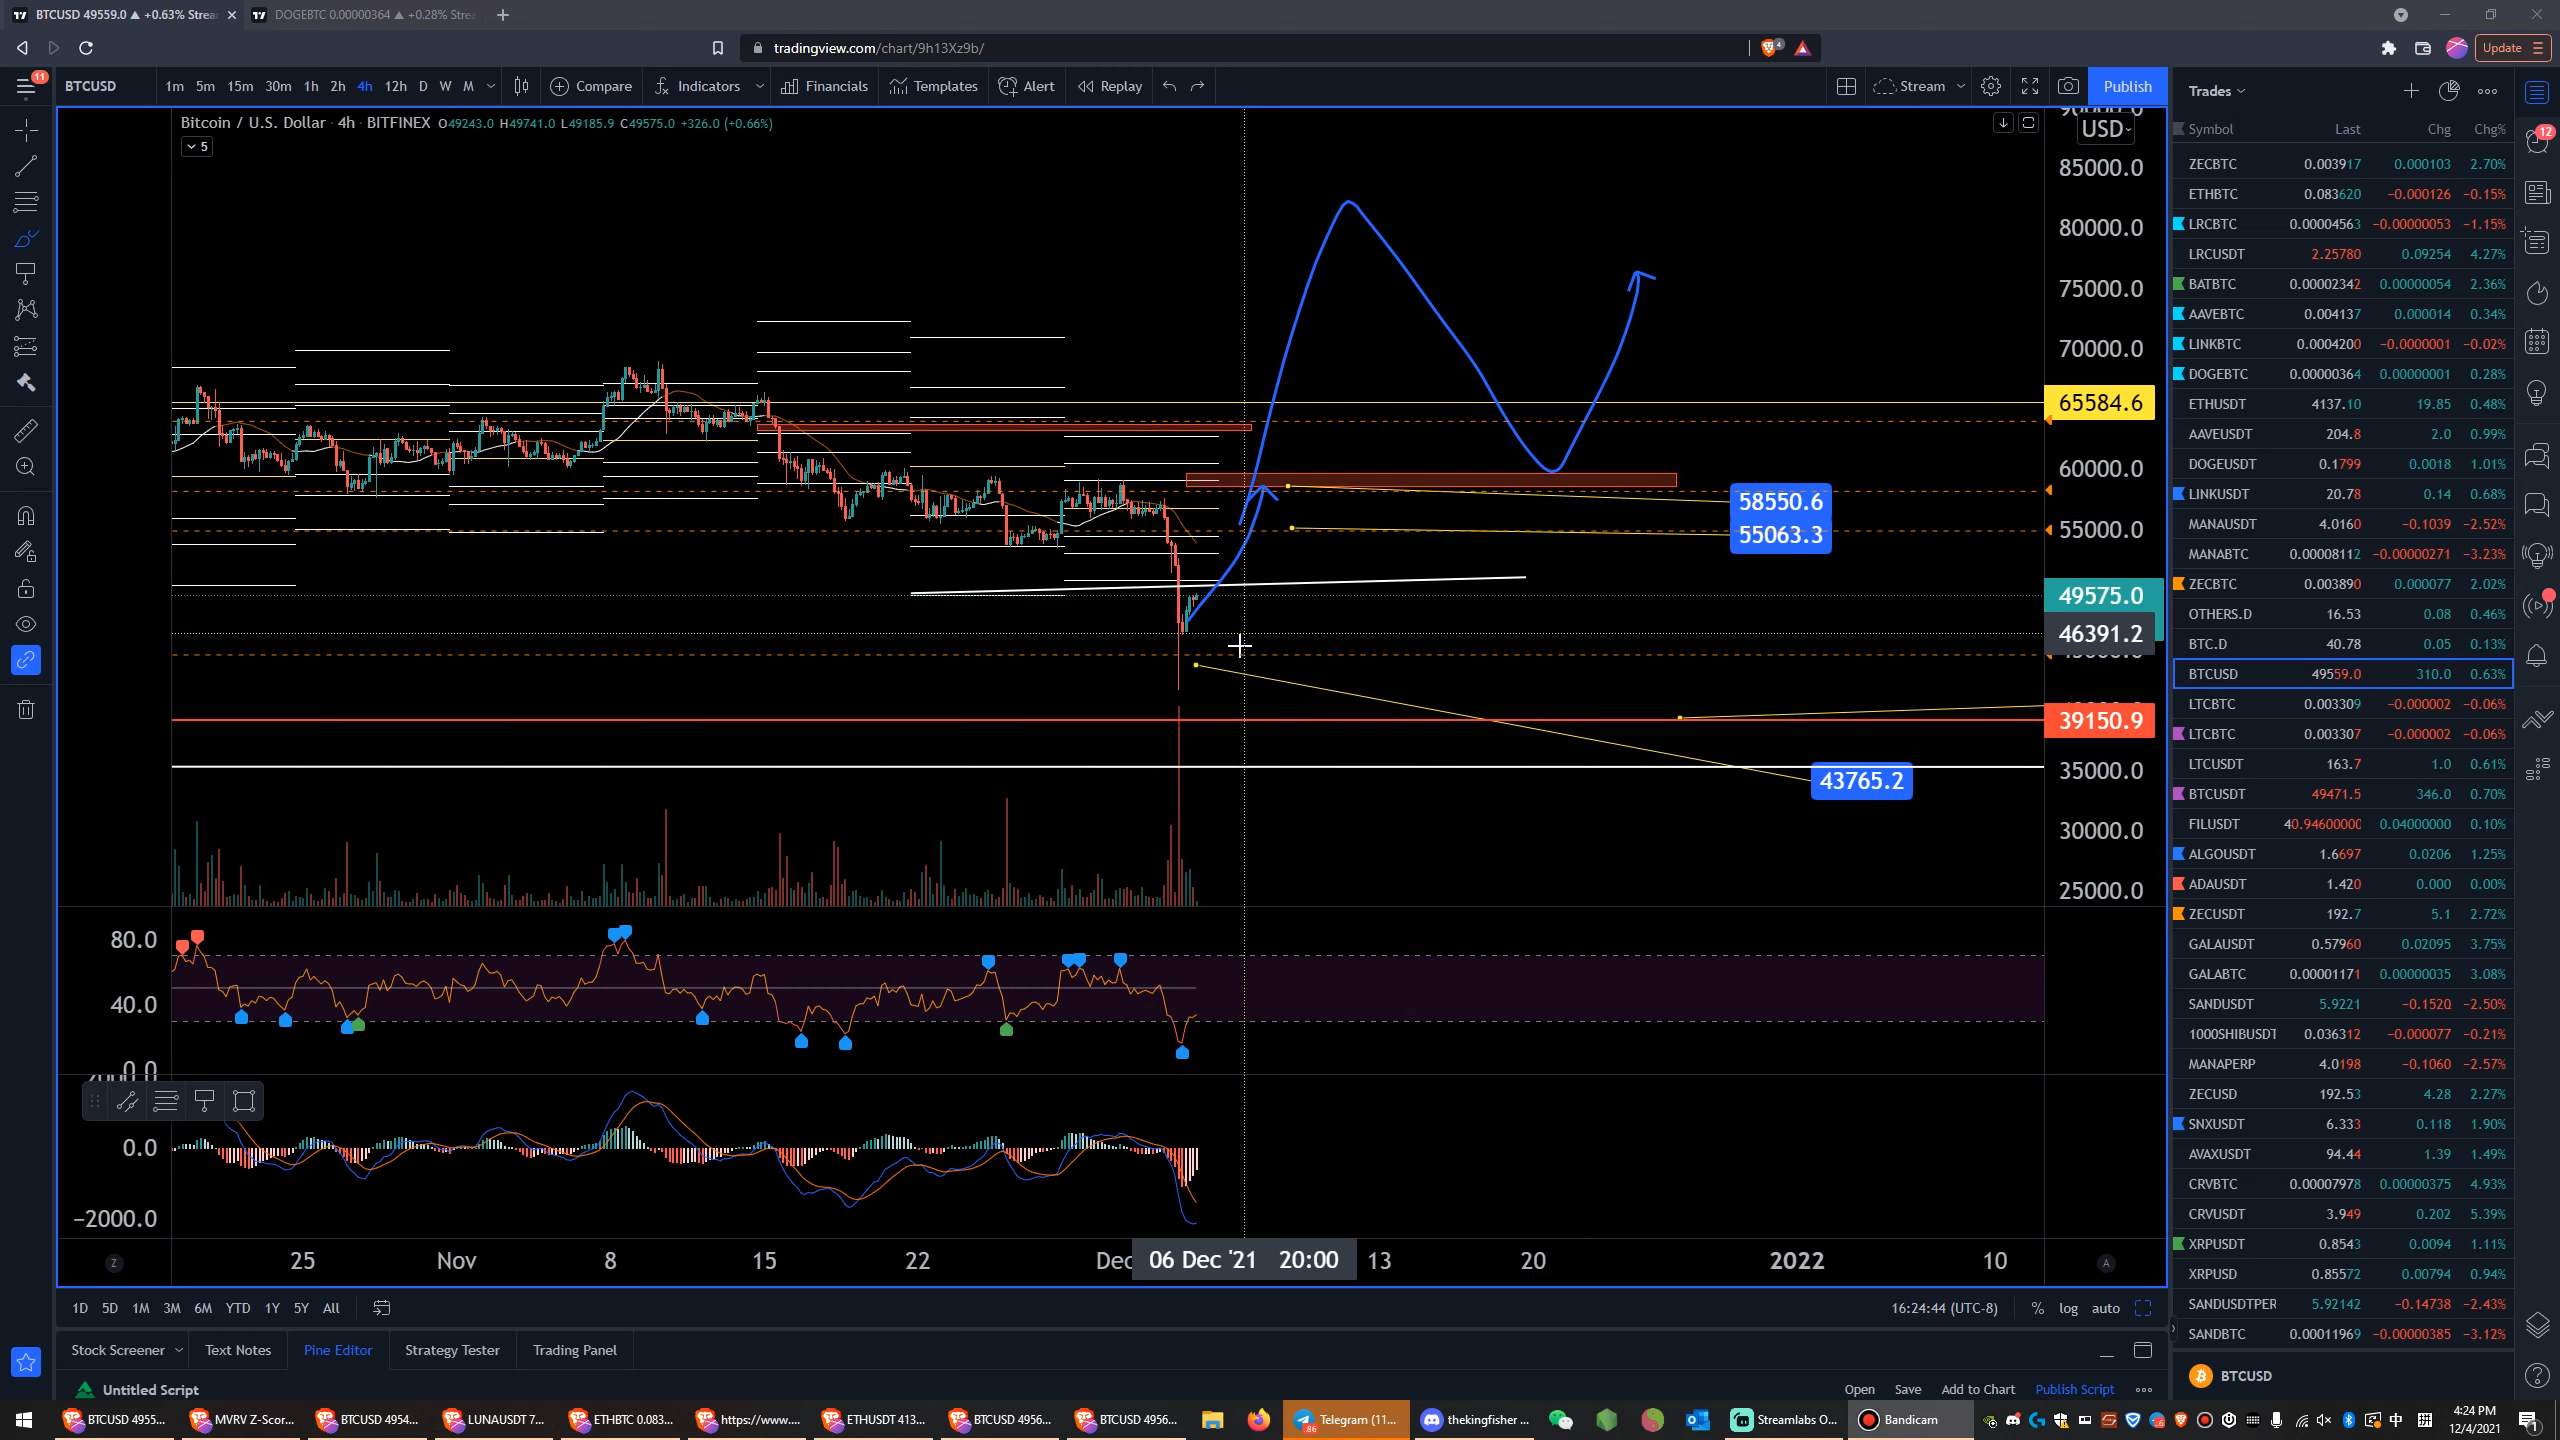 BTCUSD 49559.0 ▲ +0.63% Strea
DOGEBTC 0.00000364 ▲ +0.28% Strea
tradingview.com/chart/9h13Xz9b/
4
Update
11
BTCUSD 1m 5m 15m 30m 1h 2h 4h 12h D W M Compare Indicators Financials Templates Alert Replay Stream Publish
Bitcoin / U.S. Dollar · 4h · BITFINEX O49243.0 H49741.0 L49185.9 C49575.0 +326.0 (+0.66%)
5
USD
85000.0
80000.0
75000.0
70000.0
65584.6
60000.0
58550.6
55000.0
55063.3
49575.0
46391.2
39150.9
35000.0
43765.2
30000.0
25000.0
80.0
40.0
0.0
0.0
−2000.0
25 Nov 8 15 22 Dec 06 Dec '21 20:00 13 20 2022 10
Z
A
1D 5D 1M 3M 6M YTD 1Y 5Y All
16:24:44 (UTC-8) % log auto
Stock Screener Text Notes Pine Editor Strategy Tester Trading Panel
Untitled Script
Open Save Add to Chart Publish Script
Trades
Symbol Last Chg Chg%
ZECBTC 0.003917 0.000103 2.70%
ETHBTC 0.083620 −0.000126 −0.15%
LRCBTC 0.00004563 −0.00000053 −1.15%
LRCUSDT 2.25780 0.09254 4.27%
BATBTC 0.00002342 0.00000054 2.36%
AAVEBTC 0.004137 0.000014 0.34%
LINKBTC 0.0004200 −0.0000001 −0.02%
DOGEBTC 0.00000364 0.00000001 0.28%
ETHUSDT 4137.10 19.85 0.48%
AAVEUSDT 204.8 2.0 0.99%
DOGEUSDT 0.1799 0.0018 1.01%
LINKUSDT 20.78 0.14 0.68%
MANAUSDT 4.0160 −0.1039 −2.52%
MANABTC 0.00008112 −0.00000271 −3.23%
ZECBTC 0.003890 0.000077 2.02%
OTHERS.D 16.53 0.08 0.46%
BTC.D 40.78 0.05 0.13%
BTCUSD 49559.0 310.0 0.63%
LTCBTC 0.003309 −0.000002 −0.06%
LTCBTC 0.003307 −0.000002 −0.06%
LTCUSDT 163.7 1.0 0.61%
BTCUSDT 49471.5 346.0 0.70%
FILUSDT 40.94600000 0.04000000 0.10%
ALGOUSDT 1.6697 0.0206 1.25%
ADAUSDT 1.420 0.000 0.00%
ZECUSDT 192.7 5.1 2.72%
GALAUSDT 0.57960 0.02095 3.75%
GALABTC 0.00001171 0.00000035 3.08%
SANDUSDT 5.9221 −0.1520 −2.50%
1000SHIBUSDT 0.036312 −0.000077 −0.21%
MANAPERP 4.0198 −0.1060 −2.57%
ZECUSD 192.53 4.28 2.27%
SNXUSDT 6.333 0.118 1.90%
AVAXUSDT 94.44 1.39 1.49%
CRVBTC 0.00007978 0.00000375 4.93%
CRVUSDT 3.949 0.202 5.39%
XRPUSDT 0.8543 0.0094 1.11%
XRPUSD 0.85572 0.00794 0.94%
SANDUSDTPER 5.92142 −0.14738 −2.43%
SANDBTC 0.00011969 −0.00000385 −3.12%
BTCUSD
12
BTCUSD 4955... MVRV Z-Scor... BTCUSD 4954... LUNAUSDT 7... ETHBTC 0.083... https://www.... ETHUSDT 413... BTCUSD 4956... BTCUSD 4956... Telegram (11... thekingfisher ... Streamlabs O... Bandicam
中
4:24 PM
12/4/2021